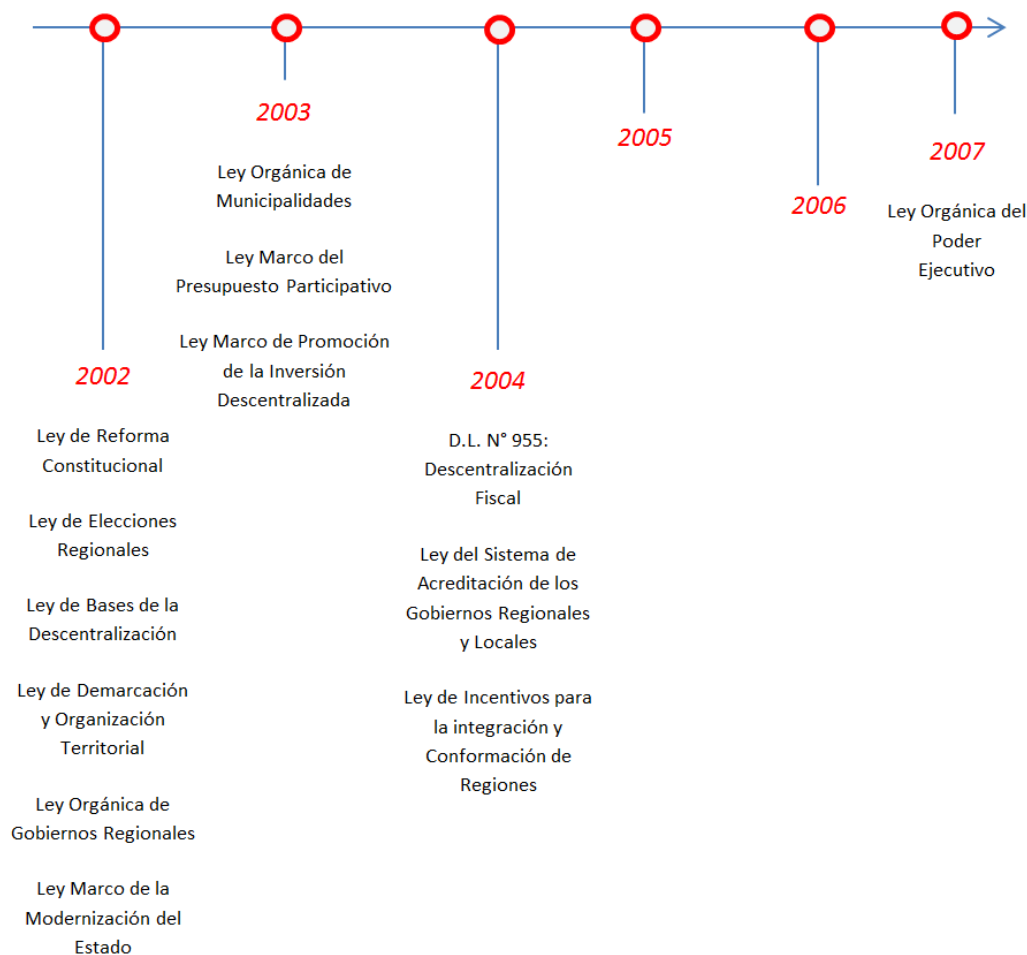 2002
Ley de Reforma
Constitucional
Ley de Elecciones
Regionales
Ley de Bases de la
Descentralización
Ley de Demarcación
y Organización
Territorial
Ley Orgánica de
Gobiernos Regionales
Ley Marco de la
Modernización del
Estado
2003
Ley Orgánica de
Municipalidades
Ley Marco del
Presupuesto Participativo
Ley Marco de Promoción
de la Inversión
Descentralizada
2004
D.L. N° 955:
Descentralización
Fiscal
Ley del Sistema de
Acreditación de los
Gobiernos Regionales
y Locales
Ley de Incentivos para
la integración y
Conformación de
Regiones
2005
2006
2007
Ley Orgánica del
Poder
Ejecutivo